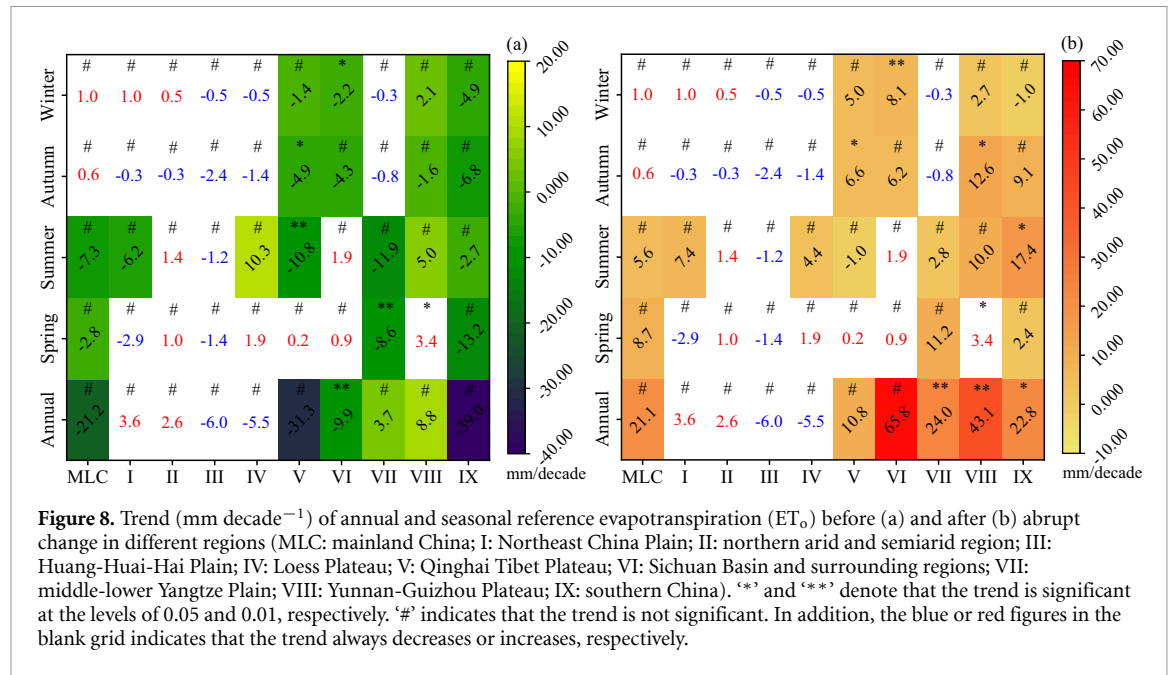 (a)
(b)
Winter # # # # # # * # # #
1.0 1.0 0.5 -0.5 -0.5 -1.4 -2.2 -0.3 2.1 -4.9
Autumn # # # # # * # # # #
0.6 -0.3 -0.3 -2.4 -1.4 -4.9 -4.3 -0.8 -1.6 -6.8
Summer # # # # # ** # # # #
-7.3 -6.2 1.4 -1.2 10.3 -10.8 1.9 -11.9 5.0 -2.7
Spring # # # # # # # ** * #
-2.8 -2.9 1.0 -1.4 1.9 0.2 0.9 -8.6 3.4 -13.2
Annual # # # # # # ** # # #
-21.2 3.6 2.6 -6.0 -5.5 -31.3 -9.9 3.7 8.8 -39.0
MLC I II III IV V VI VII VIII IX
20.00
10.00
0.000
-10.00
-20.00
-30.00
-40.00
mm/decade
Winter # # # # # # ** # # #
1.0 1.0 0.5 -0.5 -0.5 5.0 8.1 -0.3 2.7 -1.0
Autumn # # # # # * # # * #
0.6 -0.3 -0.3 -2.4 -1.4 6.6 6.2 -0.8 12.6 9.1
Summer # # # # # # # # # *
5.6 7.4 1.4 -1.2 4.4 -1.0 1.9 2.8 10.0 17.4
Spring # # # # # # # # * #
8.7 -2.9 1.0 -1.4 1.9 0.2 0.9 11.2 3.4 2.4
Annual # # # # # # # ** ** *
21.1 3.6 2.6 -6.0 -5.5 10.8 65.8 24.0 43.1 22.8
MLC I II III IV V VI VII VIII IX
70.00
60.00
50.00
40.00
30.00
20.00
10.00
0.000
-10.00
mm/decade
Figure 8. Trend (mm decade⁻¹) of annual and seasonal reference evapotranspiration (ETₒ) before (a) and after (b) abrupt
change in different regions (MLC: mainland China; I: Northeast China Plain; II: northern arid and semiarid region; III:
Huang-Huai-Hai Plain; IV: Loess Plateau; V: Qinghai Tibet Plateau; VI: Sichuan Basin and surrounding regions; VII:
middle-lower Yangtze Plain; VIII: Yunnan-Guizhou Plateau; IX: southern China). ‘*’ and ‘**’ denote that the trend is significant
at the levels of 0.05 and 0.01, respectively. ‘#’ indicates that the trend is not significant. In addition, the blue or red figures in the
blank grid indicates that the trend always decreases or increases, respectively.